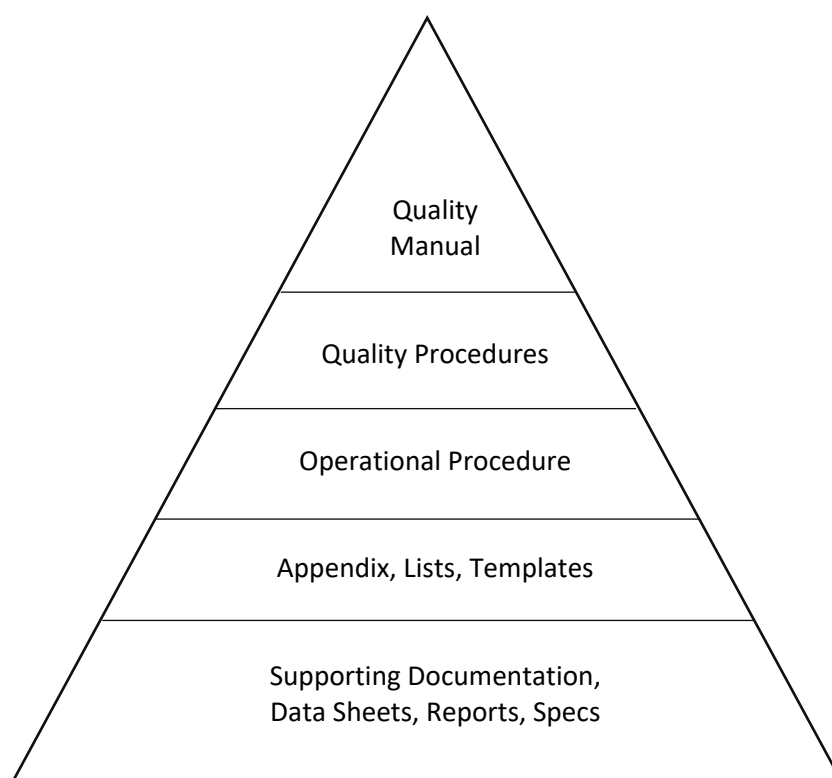 Quality
Manual
Quality Procedures
Operational Procedure
Appendix, Lists, Templates
Supporting Documentation,
Data Sheets, Reports, Specs